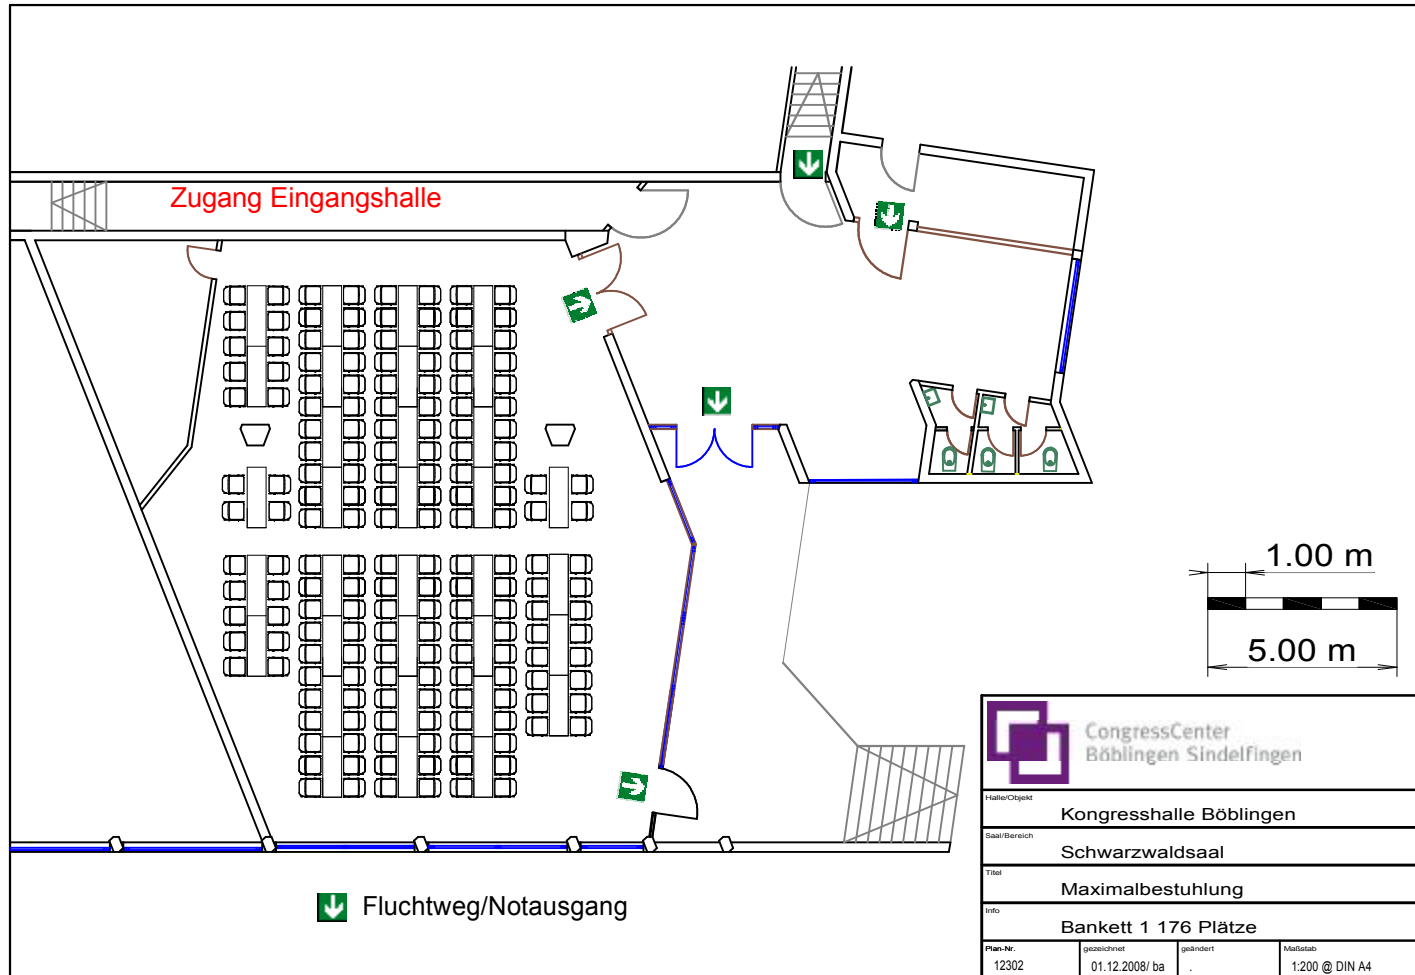 Zugang Eingangshalle
1.00 m
5.00 m
CongressCenter
Böblingen Sindelfingen
Halle/Objekt
Kongresshalle Böblingen
Saal/Bereich
Schwarzwaldsaal
Titel
Maximalbestuhlung
Info
Bankett 1 176 Plätze
Plan-Nr. gezeichnet geändert Maßstab
12302 01.12.2008/ ba . 1:200 @ DIN A4
Fluchtweg/Notausgang